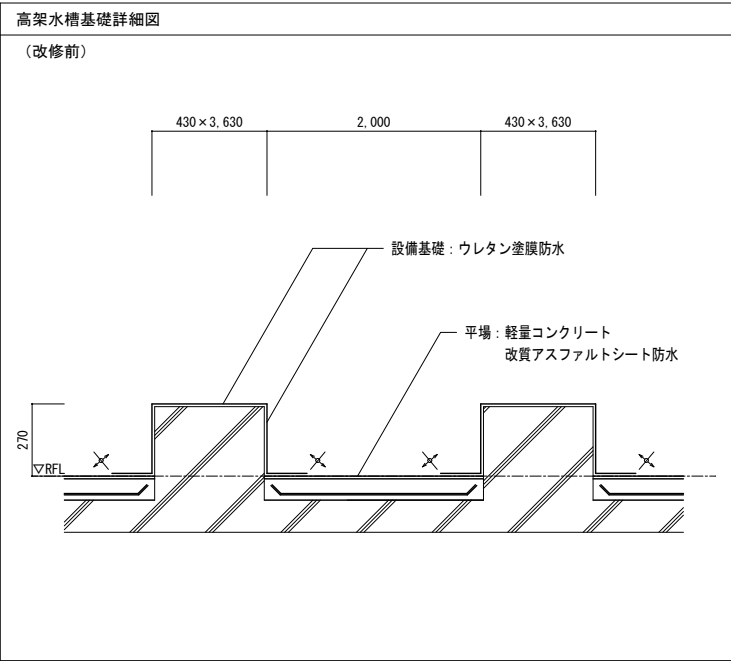 高架水槽基礎詳細図
（改修前）
430×3,630
2,000
430×3,630
設備基礎：ウレタン塗膜防水
平場：軽量コンクリート
改質アスファルトシート防水
270
▽RFL